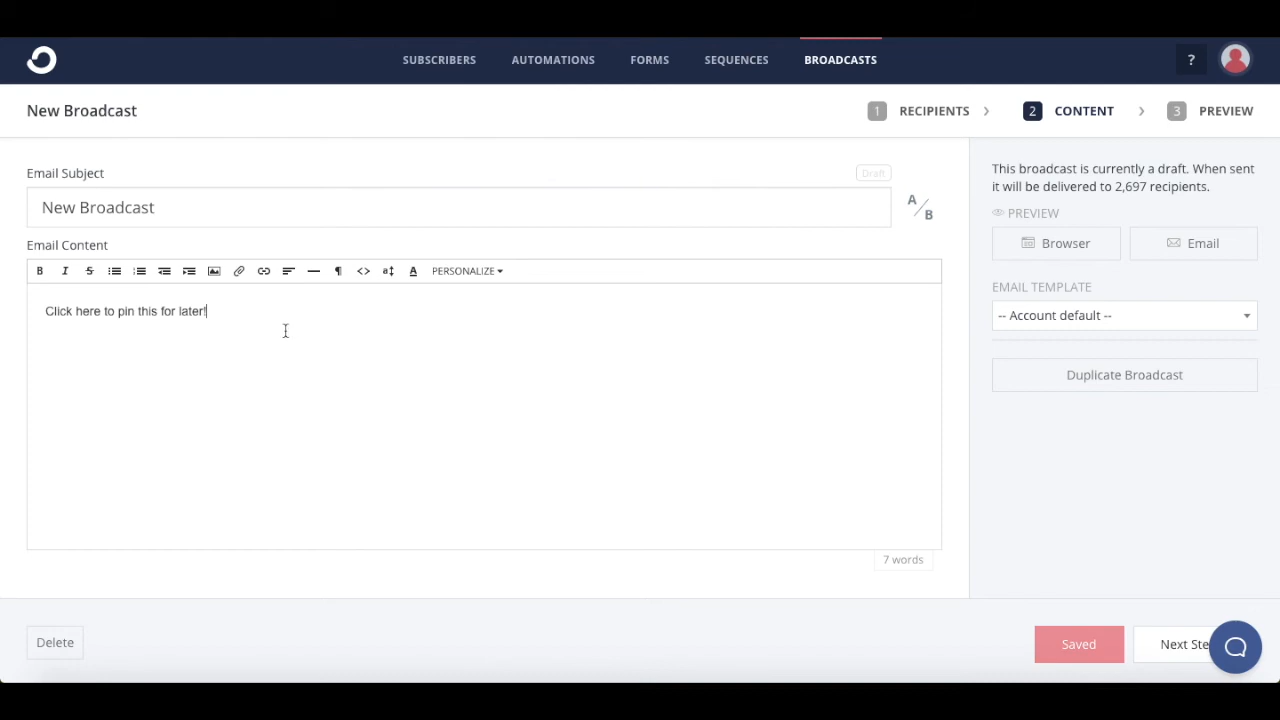 SUBSCRIBERS AUTOMATIONS FORMS SEQUENCES BROADCASTS ?
New Broadcast 1 RECIPIENTS 2 CONTENT 3 PREVIEW
Email Subject Draft
New Broadcast A/B
Email Content
B I S ¶ <> a A PERSONALIZE
Click here to pin this for later!
7 words
This broadcast is currently a draft. When sent
it will be delivered to 2,697 recipients.
PREVIEW
Browser Email
EMAIL TEMPLATE
-- Account default --
Duplicate Broadcast
Delete Saved Next Ste